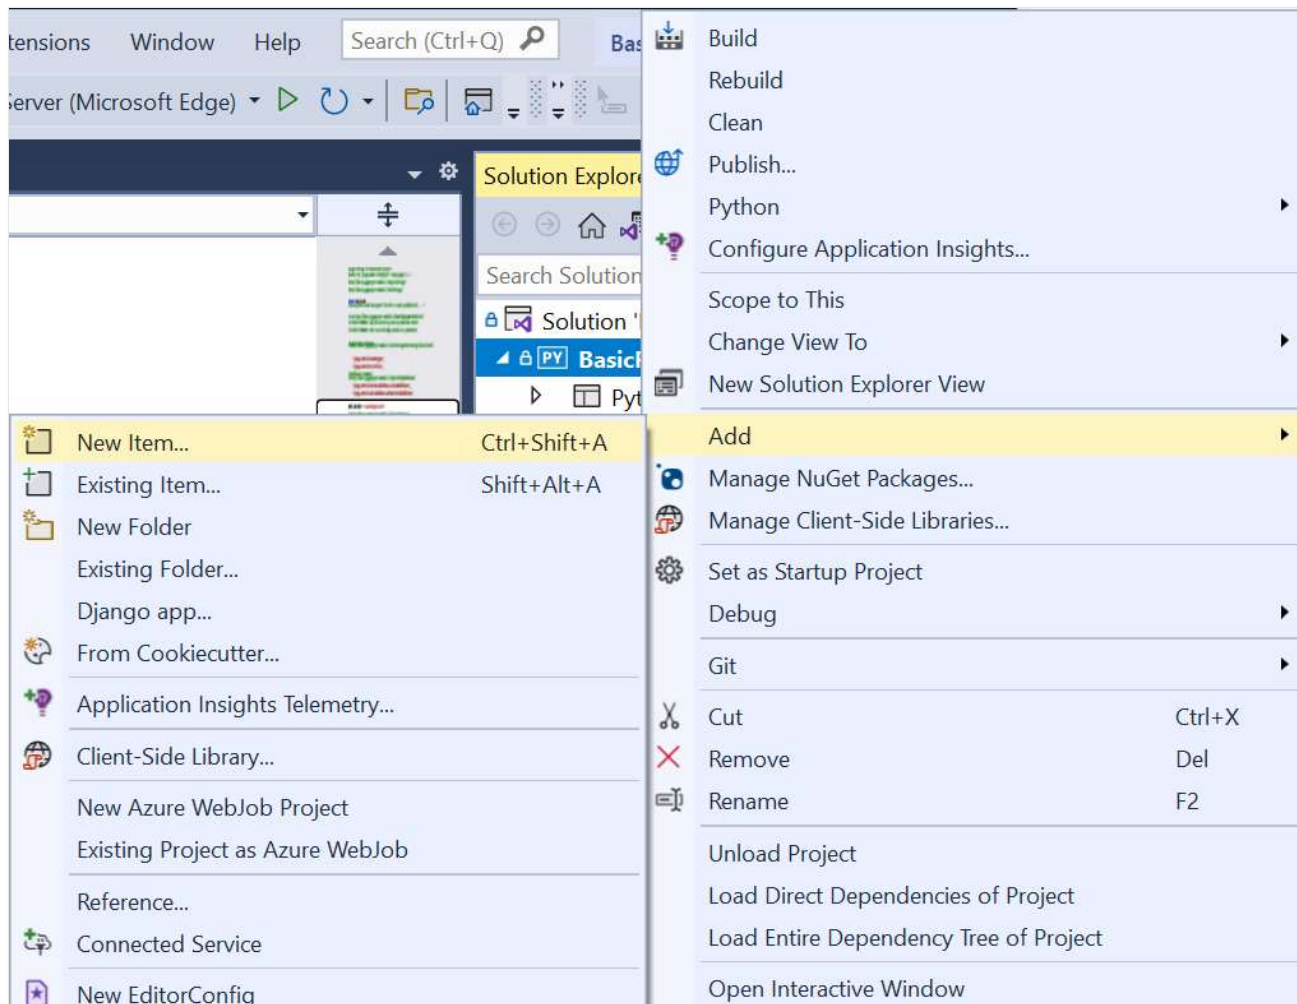 tensions Window Help Search (Ctrl+Q) Bas
Server (Microsoft Edge)
Solution Explore
Search Solution
Solution '
PY BasicP
Pyt
Build
Rebuild
Clean
Publish...
Python
Configure Application Insights...
Scope to This
Change View To
New Solution Explorer View
Add
Manage NuGet Packages...
Manage Client-Side Libraries...
Set as Startup Project
Debug
Git
Cut Ctrl+X
Remove Del
Rename F2
Unload Project
Load Direct Dependencies of Project
Load Entire Dependency Tree of Project
Open Interactive Window
New Item... Ctrl+Shift+A
Existing Item... Shift+Alt+A
New Folder
Existing Folder...
Django app...
From Cookiecutter...
Application Insights Telemetry...
Client-Side Library...
New Azure WebJob Project
Existing Project as Azure WebJob
Reference...
Connected Service
New EditorConfig